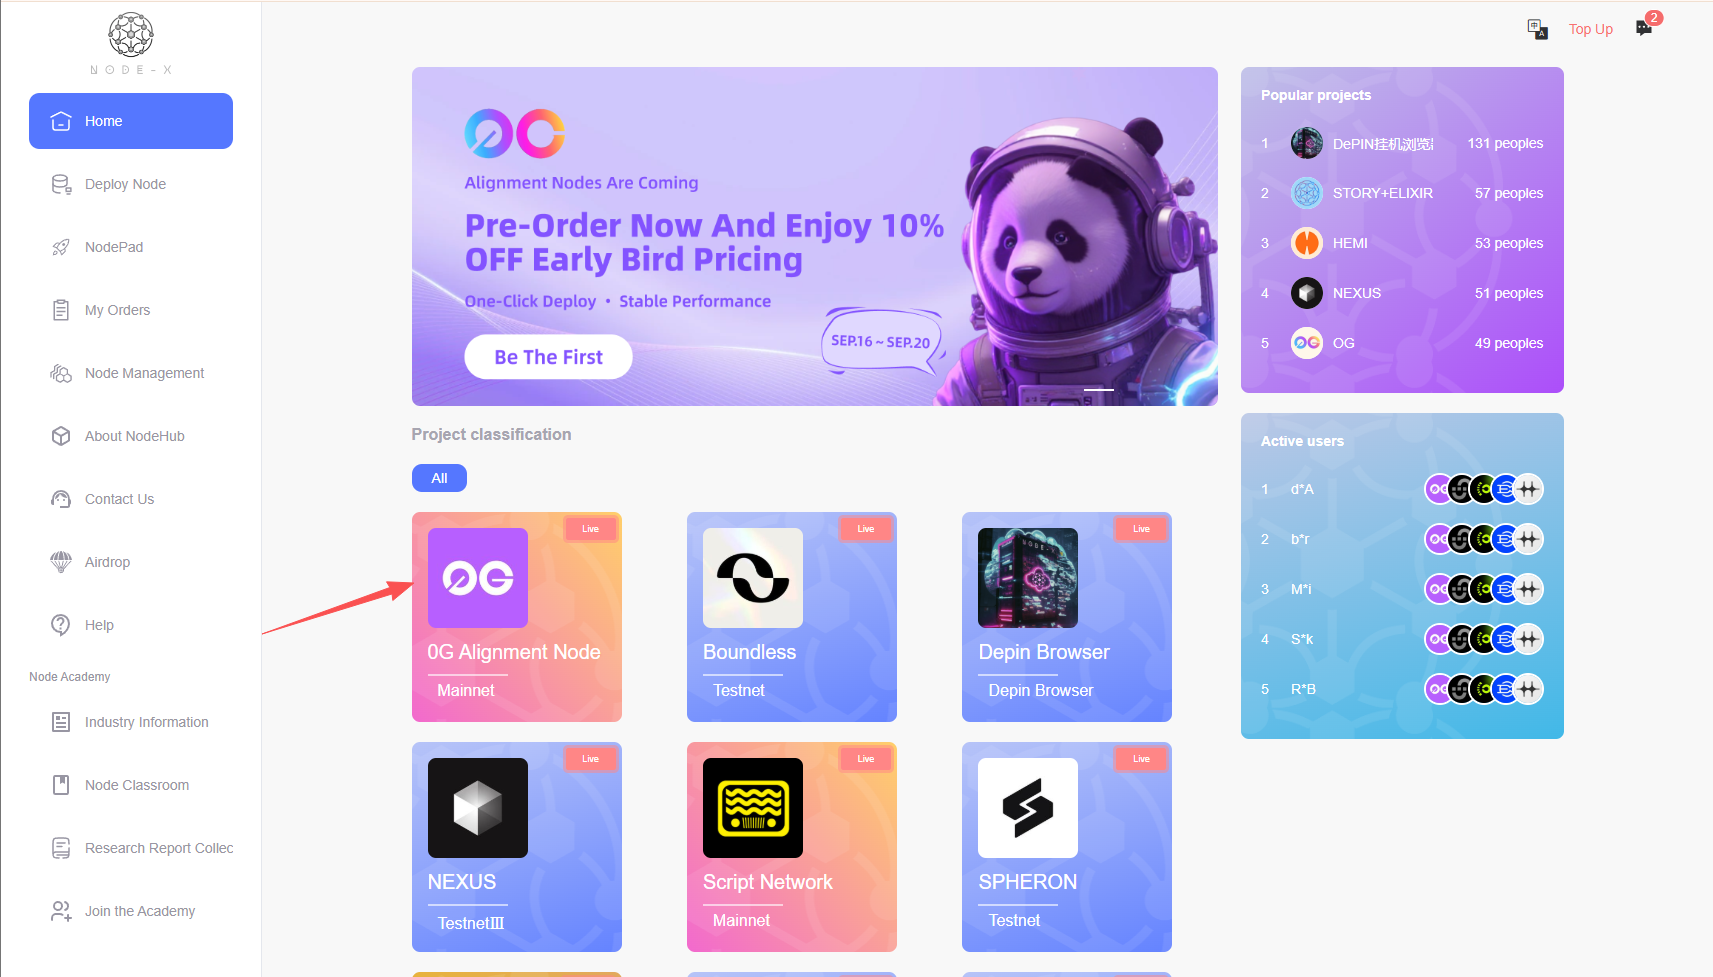 NODE-X
Home
Deploy Node
NodePad
My Orders
Node Management
About NodeHub
Contact Us
Airdrop
Help
Node Academy
Industry Information
Node Classroom
Research Report Collec
Join the Academy
中 A
Top Up
2
0G
Alignment Nodes Are Coming
Pre-Order Now And Enjoy 10%
OFF Early Bird Pricing
One-Click Deploy • Stable Performance
Be The First
SEP.16 ~ SEP.20
Project classification
All
Live
0G
0G Alignment Node
Mainnet
Live
Boundless
Testnet
Live
NODE-X
Depin Browser
Depin Browser
Live
NEXUS
TestnetⅢ
Live
Script Network
Mainnet
Live
SPHERON
Testnet
Popular projects
1 DePIN挂机浏览 131 peoples
2 STORY+ELIXIR 57 peoples
3 HEMI 53 peoples
4 NEXUS 51 peoples
5 0G OG 49 peoples
Active users
1 d*A
2 b*r
3 M*i
4 S*k
5 R*B